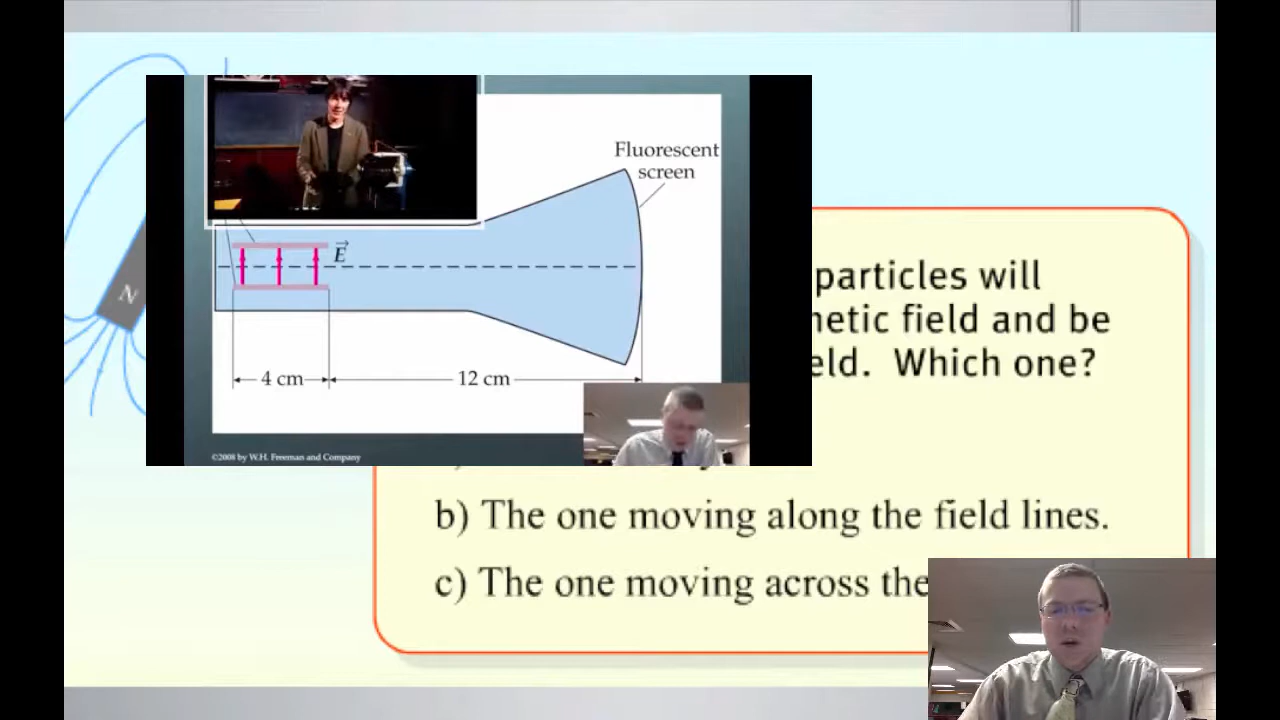 Fluorescent
screen
E
4 cm
12 cm
©2008 by W.H. Freeman and Company
N
particles will
netic field and be
eld. Which one?
b) The one moving along the field lines.
c) The one moving across the